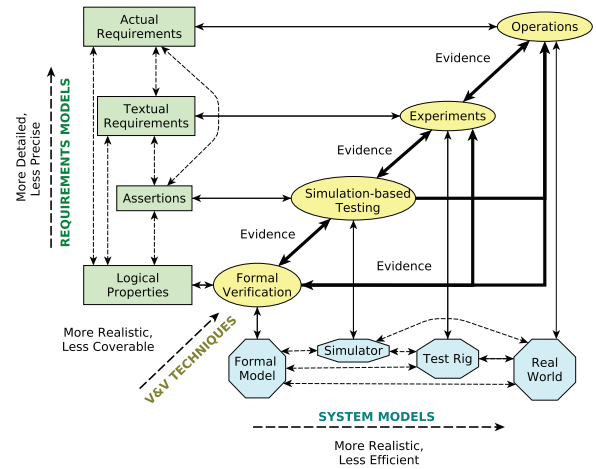 Actual
Requirements
Operations
Evidence
Textual
Requirements
Experiments
Evidence
More Detailed,
Less Precise
REQUIREMENTS MODELS
Assertions
Simulation-based
Testing
Evidence
Evidence
Logical
Properties
Formal
Verification
More Realistic,
Less Coverable
V&V TECHNIQUES
Formal
Model
Simulator
Test Rig
Real
World
SYSTEM MODELS
More Realistic,
Less Efficient